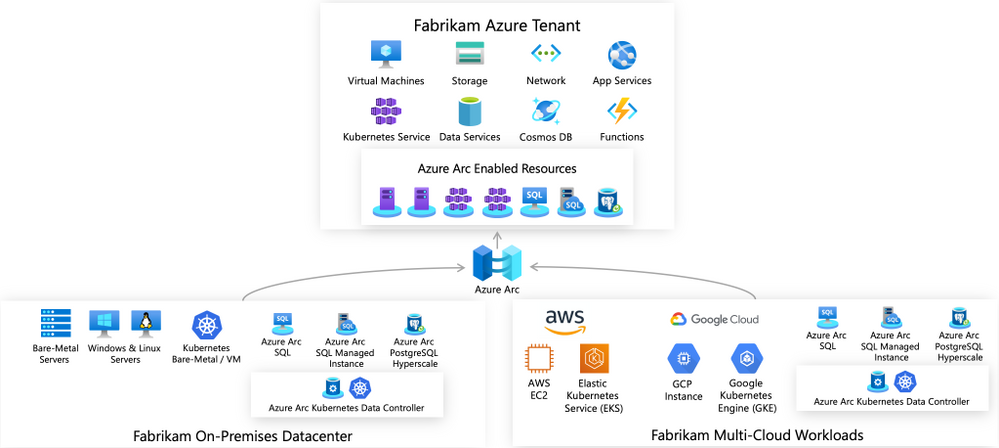 Fabrikam Azure Tenant
Virtual Machines
Storage
Network
App Services
Kubernetes Service
Data Services
Cosmos DB
Functions
Azure Arc Enabled Resources
SQL
SQL
Azure Arc
Bare-Metal
Servers
Windows & Linux
Servers
Kubernetes
Bare-Metal / VM
SQL
Azure Arc
SQL
SQL
Azure Arc
SQL Managed
Instance
Azure Arc
PostgreSQL
Hyperscale
Azure Arc Kubernetes Data Controller
Fabrikam On-Premises Datacenter
aws
Google Cloud
AWS
EC2
Elastic
Kubernetes
Service (EKS)
GCP
Instance
Google
Kubernetes
Engine (GKE)
SQL
Azure Arc
SQL
SQL
Azure Arc
SQL Managed
Instance
Azure Arc
PostgreSQL
Hyperscale
Azure Arc Kubernetes Data Controller
Fabrikam Multi-Cloud Workloads